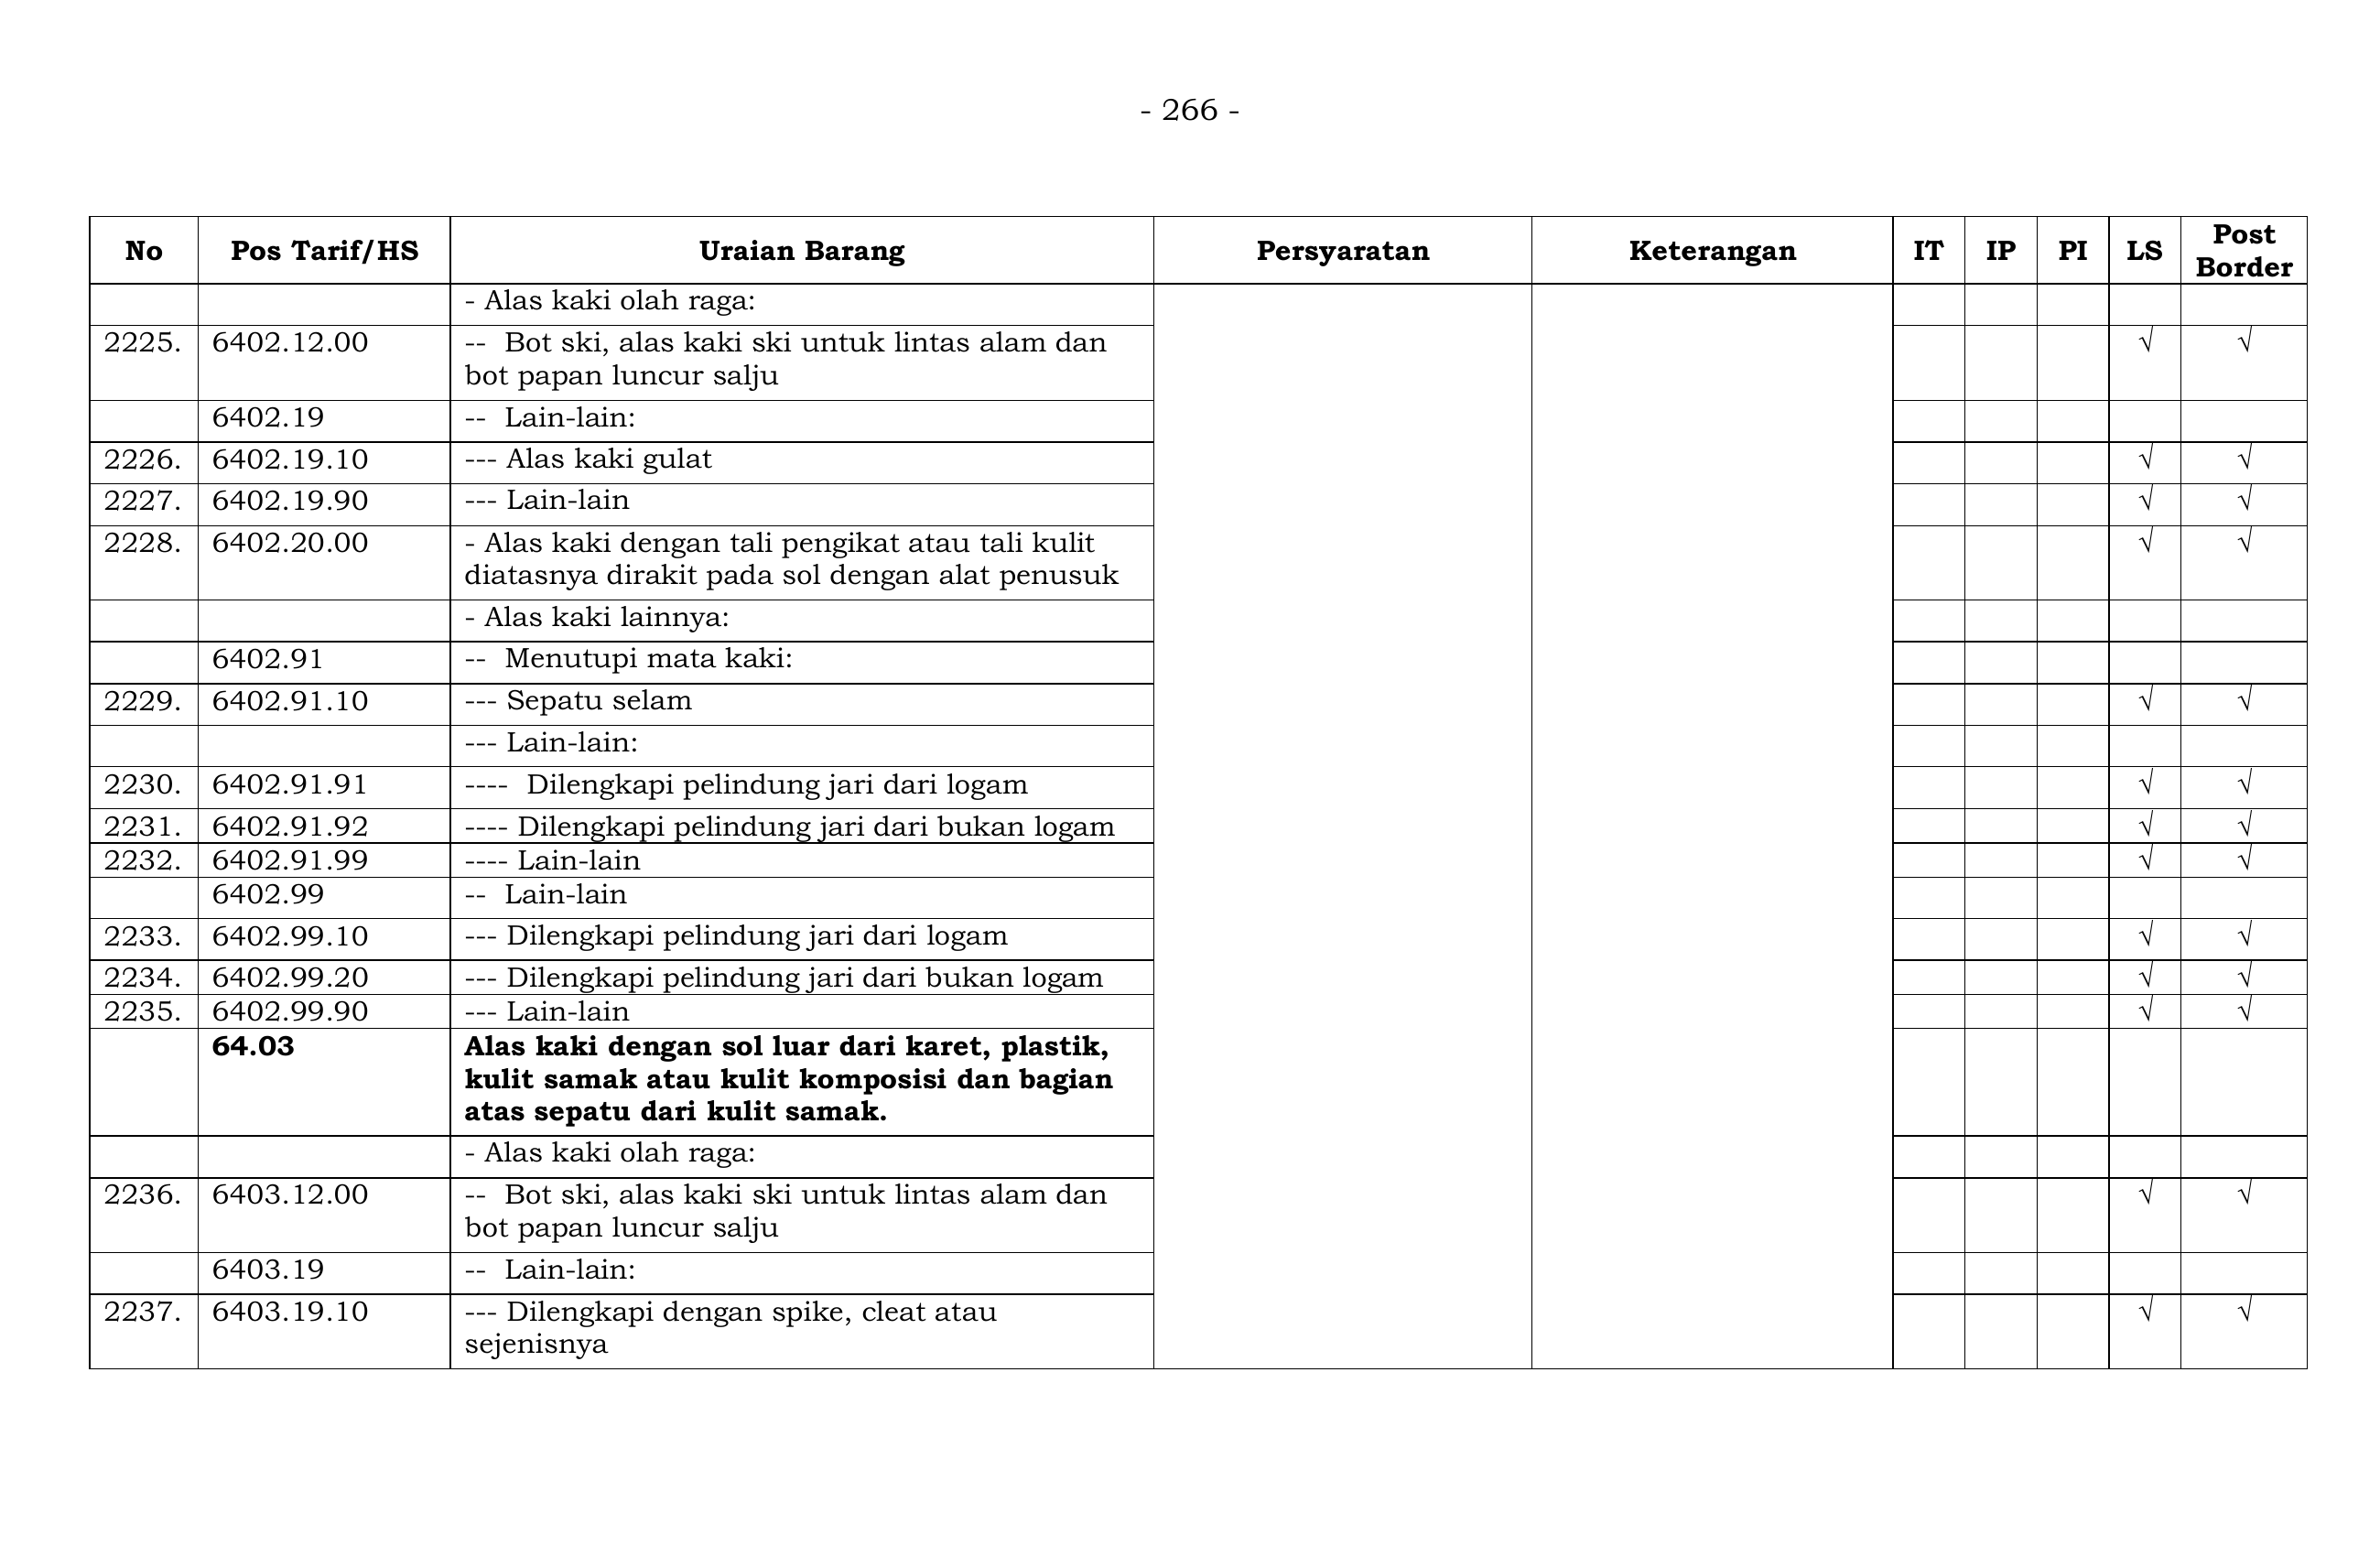 - 266 -
No Pos Tarif/HS Uraian Barang Persyaratan Keterangan IT IP PI LS Post Border
- Alas kaki olah raga:
2225. 6402.12.00 -- Bot ski, alas kaki ski untuk lintas alam dan √ √
bot papan luncur salju
6402.19 -- Lain-lain:
2226. 6402.19.10 --- Alas kaki gulat √ √
2227. 6402.19.90 --- Lain-lain √ √
2228. 6402.20.00 - Alas kaki dengan tali pengikat atau tali kulit √ √
diatasnya dirakit pada sol dengan alat penusuk
- Alas kaki lainnya:
6402.91 -- Menutupi mata kaki:
2229. 6402.91.10 --- Sepatu selam √ √
--- Lain-lain:
2230. 6402.91.91 ---- Dilengkapi pelindung jari dari logam √ √
2231. 6402.91.92 ---- Dilengkapi pelindung jari dari bukan logam √ √
2232. 6402.91.99 ---- Lain-lain √ √
6402.99 -- Lain-lain
2233. 6402.99.10 --- Dilengkapi pelindung jari dari logam √ √
2234. 6402.99.20 --- Dilengkapi pelindung jari dari bukan logam √ √
2235. 6402.99.90 --- Lain-lain √ √
64.03 Alas kaki dengan sol luar dari karet, plastik,
kulit samak atau kulit komposisi dan bagian
atas sepatu dari kulit samak.
- Alas kaki olah raga:
2236. 6403.12.00 -- Bot ski, alas kaki ski untuk lintas alam dan √ √
bot papan luncur salju
6403.19 -- Lain-lain:
2237. 6403.19.10 --- Dilengkapi dengan spike, cleat atau √ √
sejenisnya